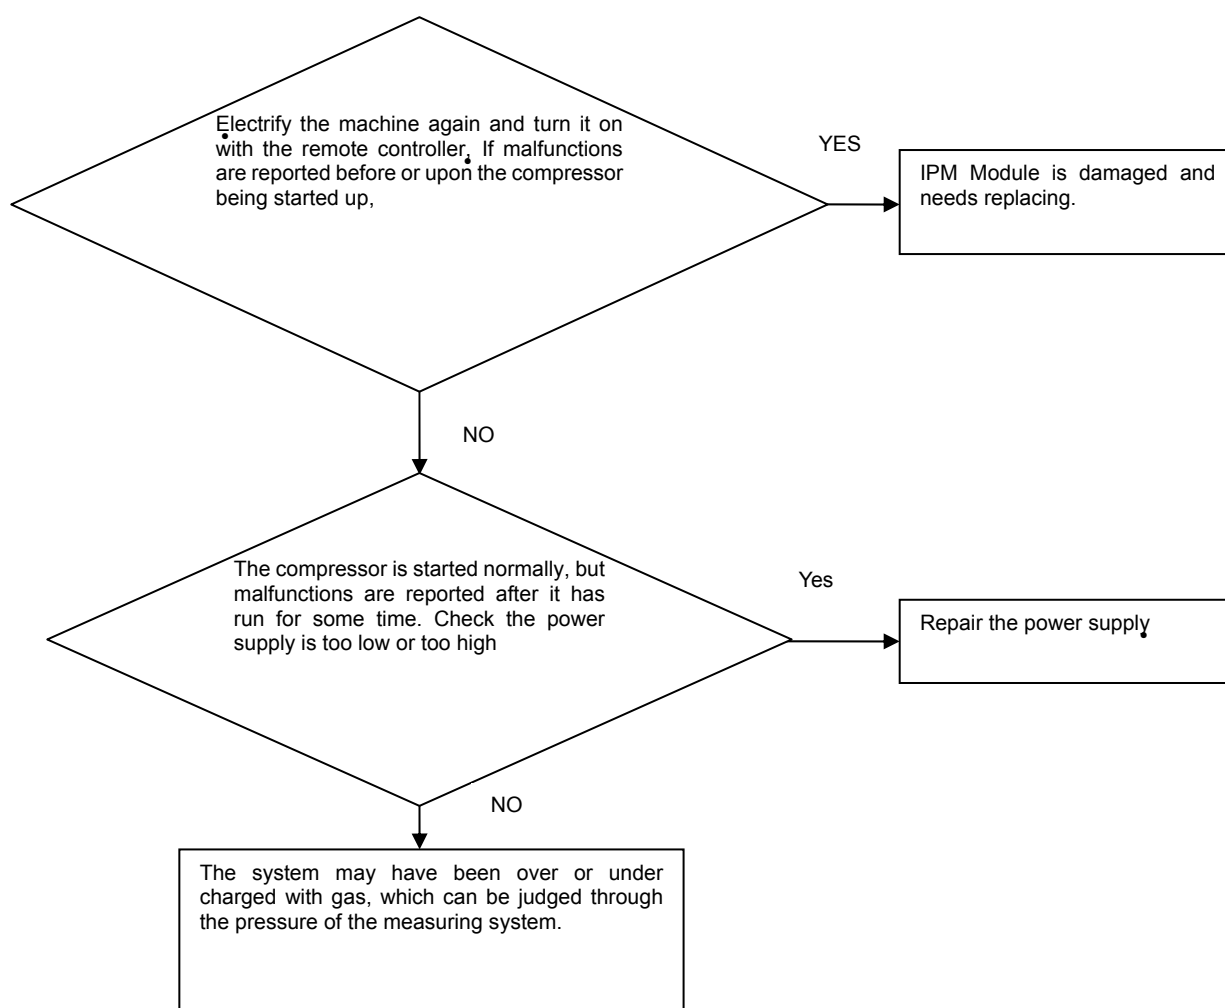 Electrify the machine again and turn it on
with the remote controller, If malfunctions
are reported before or upon the compressor
being started up,
YES
IPM Module is damaged and
needs replacing.
NO
The compressor is started normally, but
malfunctions are reported after it has
run for some time. Check the power
supply is too low or too high
Yes
Repair the power supply
NO
The system may have been over or under
charged with gas, which can be judged through
the pressure of the measuring system.